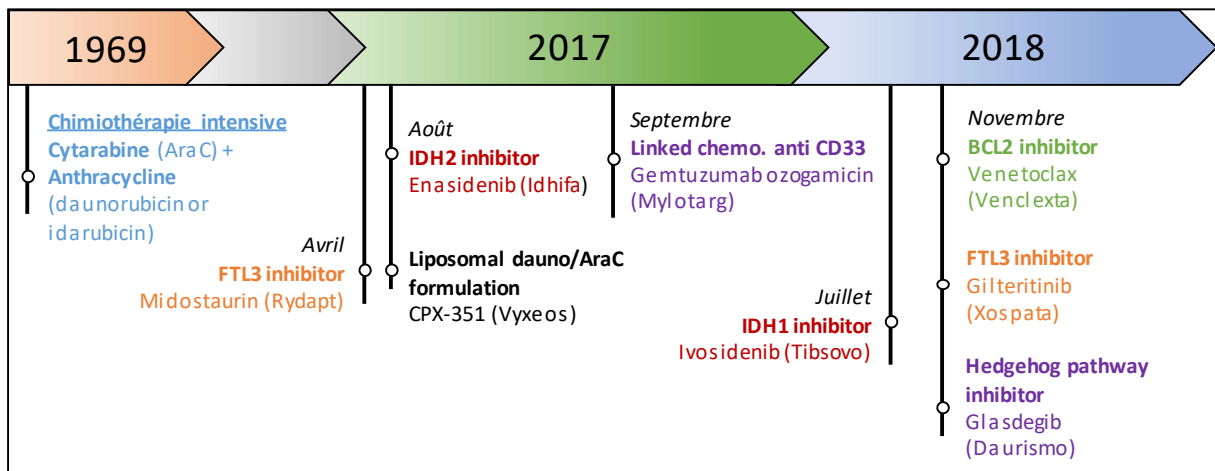 1969
2017
2018
Chimiothérapie intensive
Cytarabine (AraC) +
Anthracycline
(daunorubicin or
idarubicin)
Avril
FTL3 inhibitor
Midostaurin (Rydapt)
Août
IDH2 inhibitor
Enasidenib (Idhifa)
Liposomal dauno/AraC
formulation
CPX-351 (Vyxeos)
Septembre
Linked chemo. anti CD33
Gemtuzumab ozogamicin
(Mylotarg)
Juillet
IDH1 inhibitor
Ivosidenib (Tibsovo)
Novembre
BCL2 inhibitor
Venetoclax
(Venclexta)
FTL3 inhibitor
Gilteritinib
(Xospata)
Hedgehog pathway
inhibitor
Glasdegib
(Daurismo)